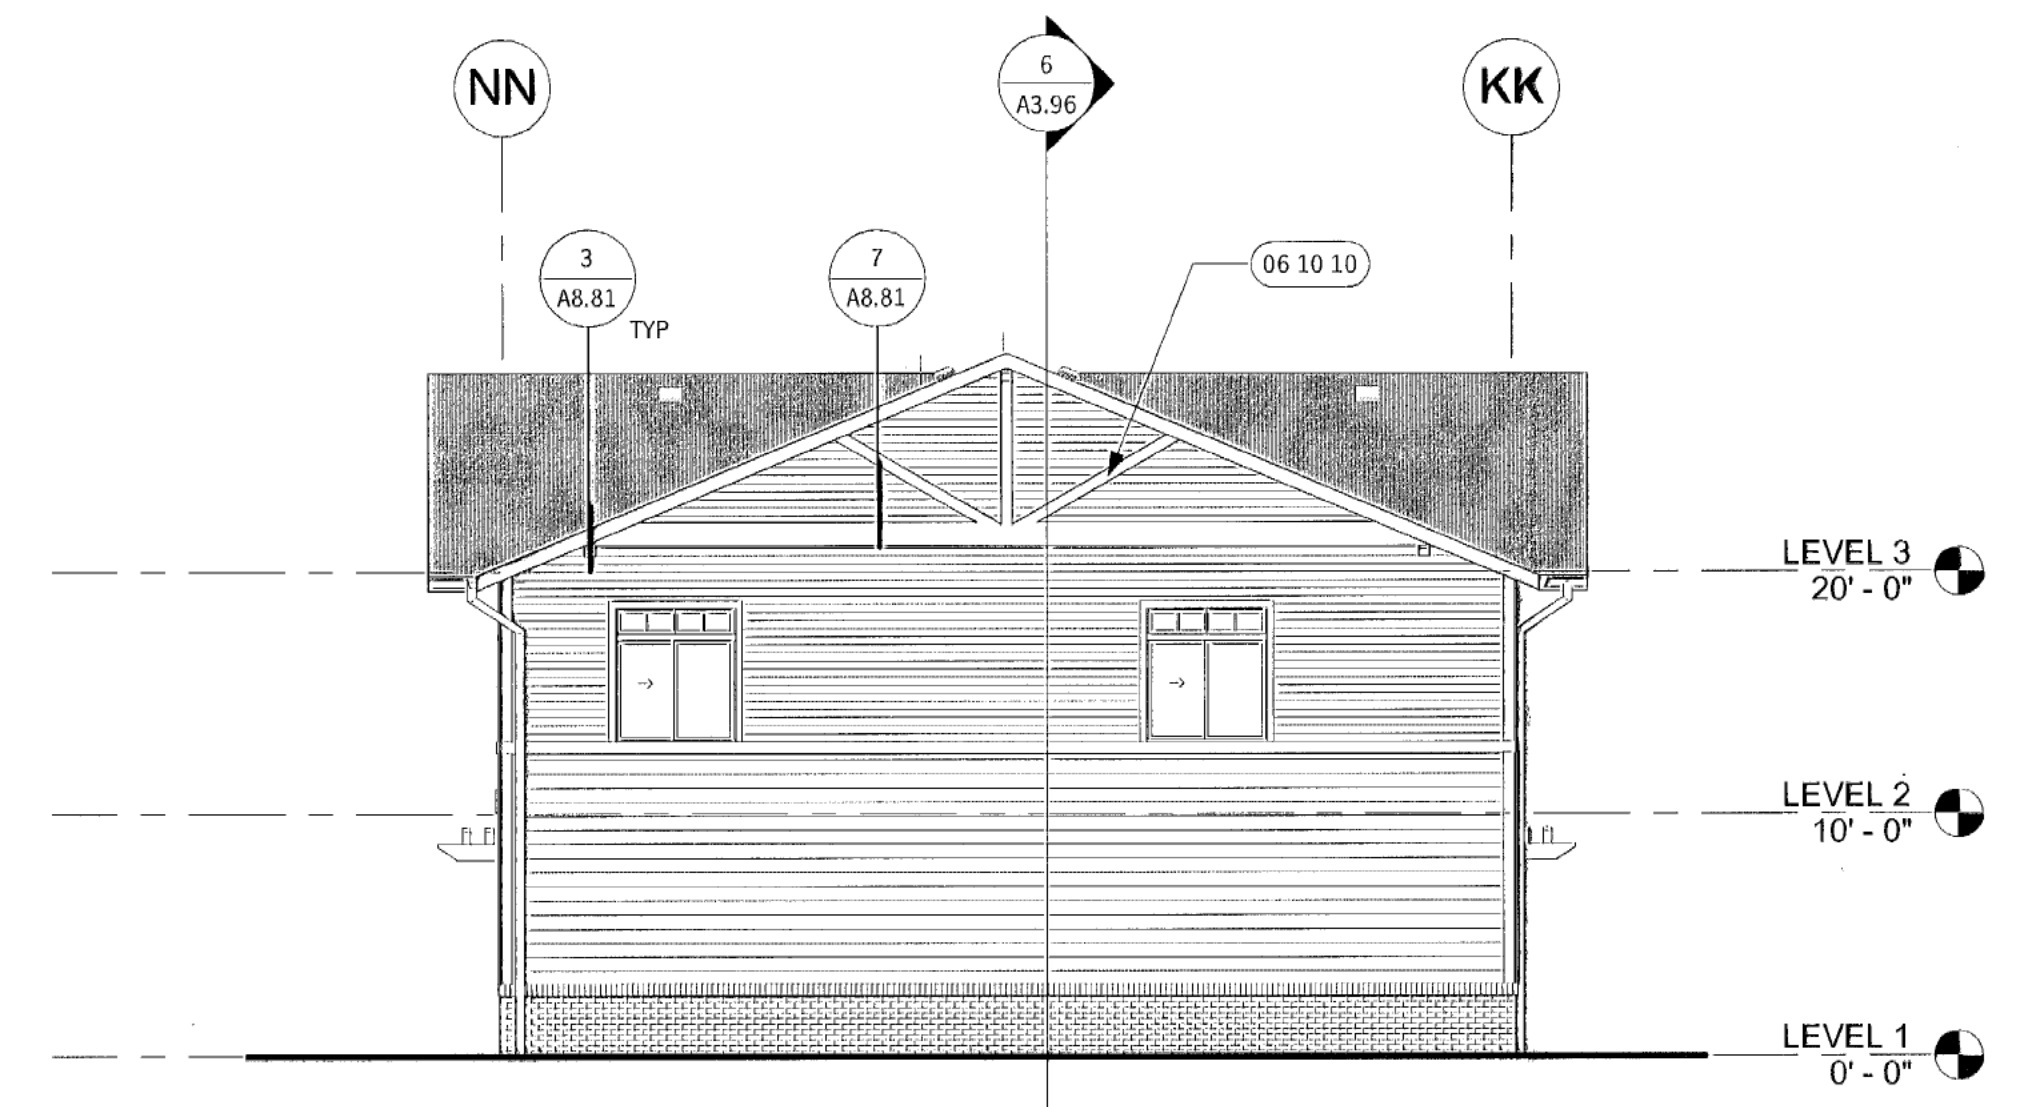 NN
6
A3.96
KK
3
A8.81
TYP
7
A8.81
06 10 10
LEVEL 3
20' - 0"
LEVEL 2
10' - 0"
LEVEL 1
0' - 0"